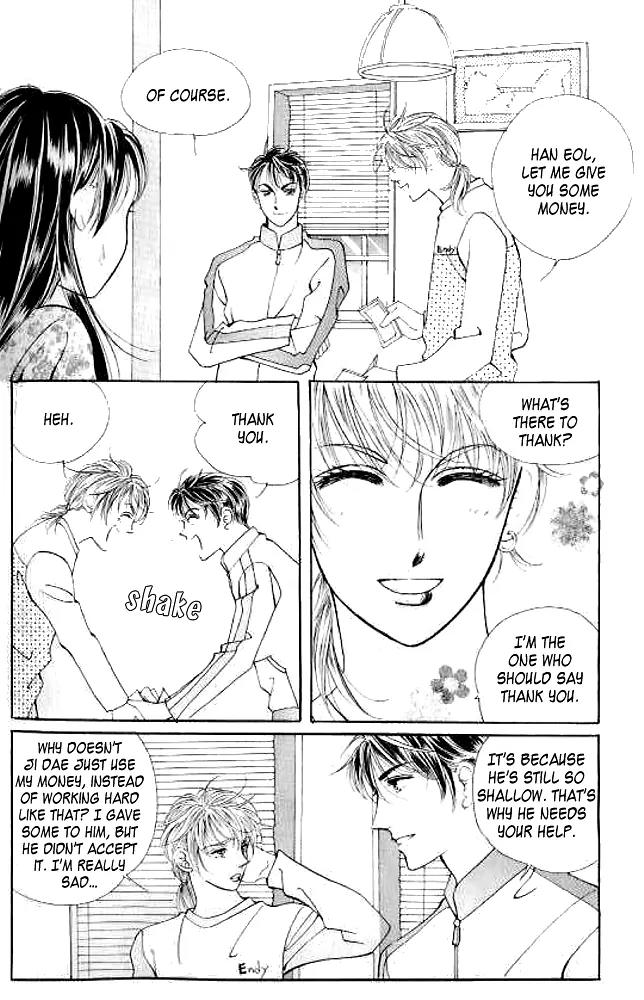 OF COURSE.
HAN EOL,
LET ME GIVE
YOU SOME
MONEY.
Endy
HEH.
THANK
YOU.
shake
WHAT'S
THERE TO
THANK?
I'M THE
ONE WHO
SHOULD SAY
THANK YOU.
WHY DOESN'T
JI DAE JUST USE
MY MONEY, INSTEAD
OF WORKING HARD
LIKE THAT? I GAVE
SOME TO HIM, BUT
HE DIDN'T ACCEPT
IT. I'M REALLY
SAD...
IT'S BECAUSE
HE'S STILL SO
SHALLOW. THAT'S
WHY HE NEEDS
YOUR HELP.
Endy